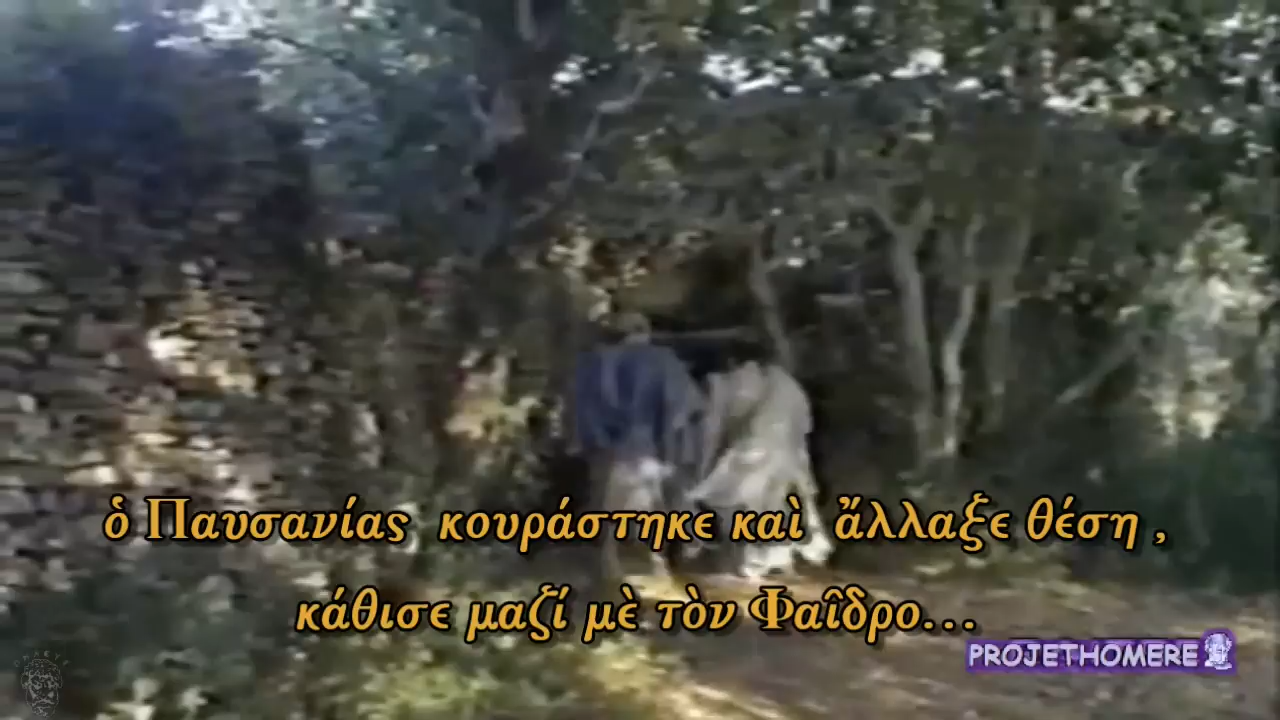 ὁ Παυσανίας κουράστηκε καὶ ἄλλαξε θέση ,
κάθισε μαζί μὲ τὸν Φαῖδρο...
PROJETHOMERE